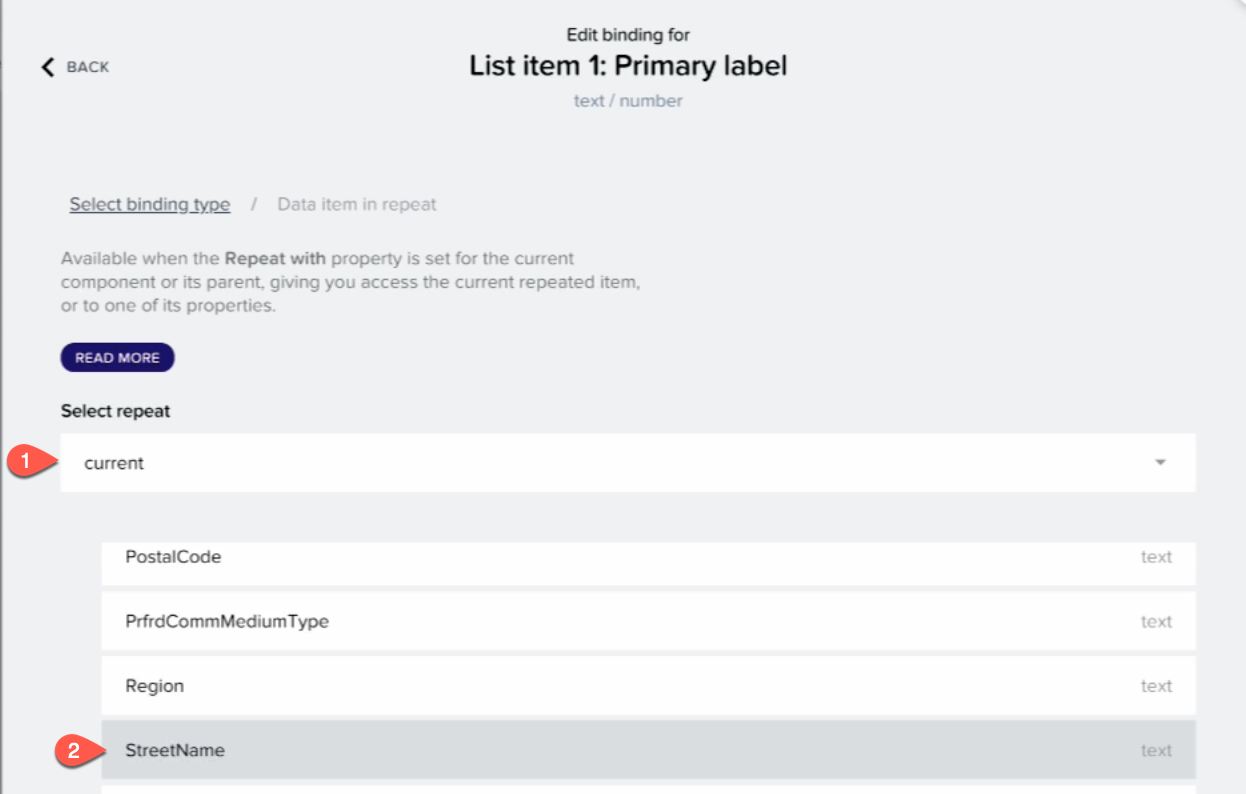 Edit binding for
BACK
List item 1: Primary label
text / number
Select binding type / Data item in repeat
Available when the Repeat with property is set for the current
component or its parent, giving you access the current repeated item,
or to one of its properties.
READ MORE
Select repeat
1 current
PostalCode text
PrfrdCommMediumType text
Region text
2 StreetName text